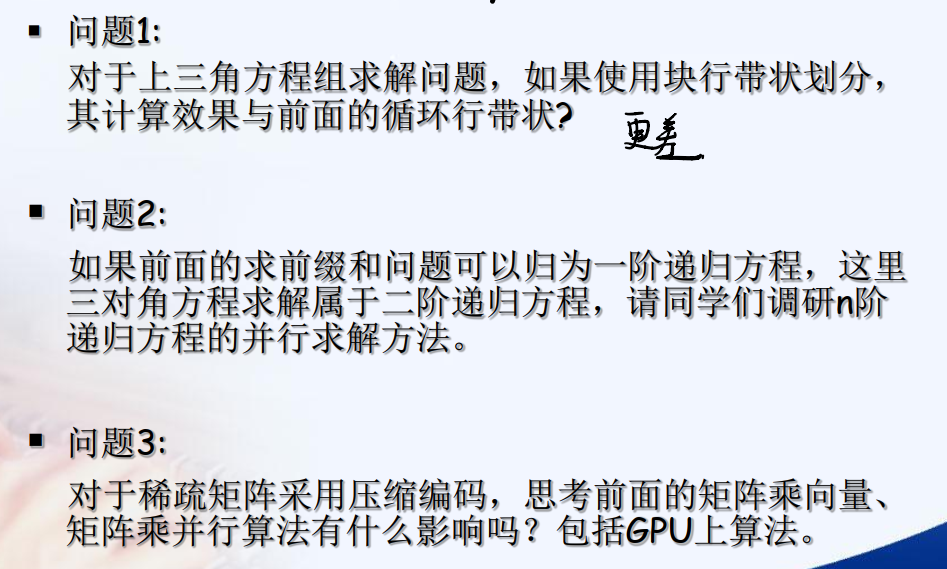 ▪ 问题1:
对于上三角方程组求解问题，如果使用块行带状划分，
其计算效果与前面的循环行带状?
更差
▪ 问题2:
如果前面的求前缀和问题可以归为一阶递归方程，这里
三对角方程求解属于二阶递归方程，请同学们调研n阶
递归方程的并行求解方法。
▪ 问题3:
对于稀疏矩阵采用压缩编码，思考前面的矩阵乘向量、
矩阵乘并行算法有什么影响吗？包括GPU上算法。